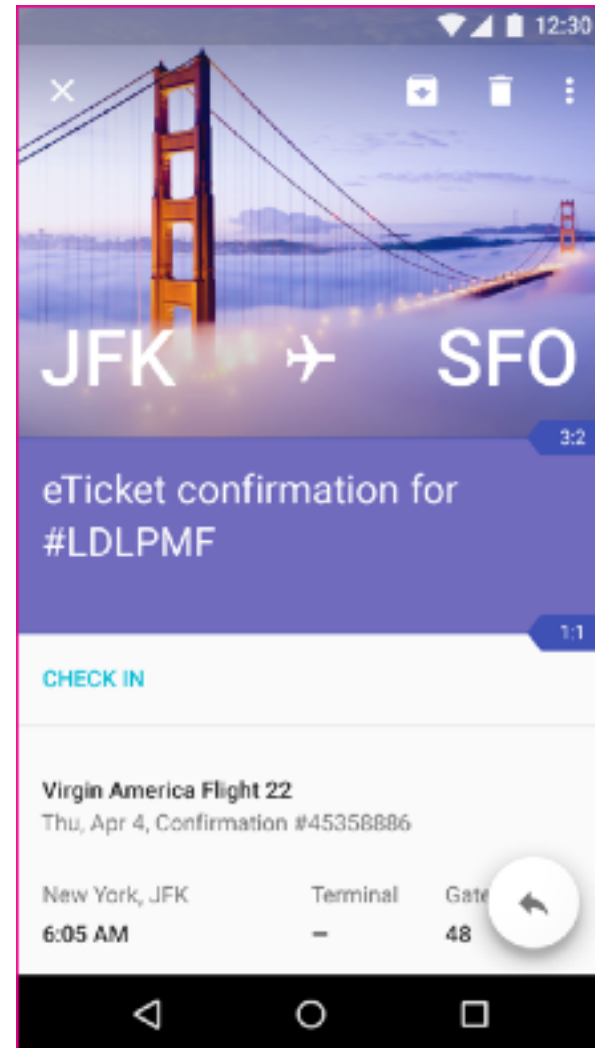 12:30
JFK SFO
3:2
eTicket confirmation for
#LDLPMF
1:1
CHECK IN
Virgin America Flight 22
Thu, Apr 4, Confirmation #45358886
New York, JFK Terminal Gate
6:05 AM – 48